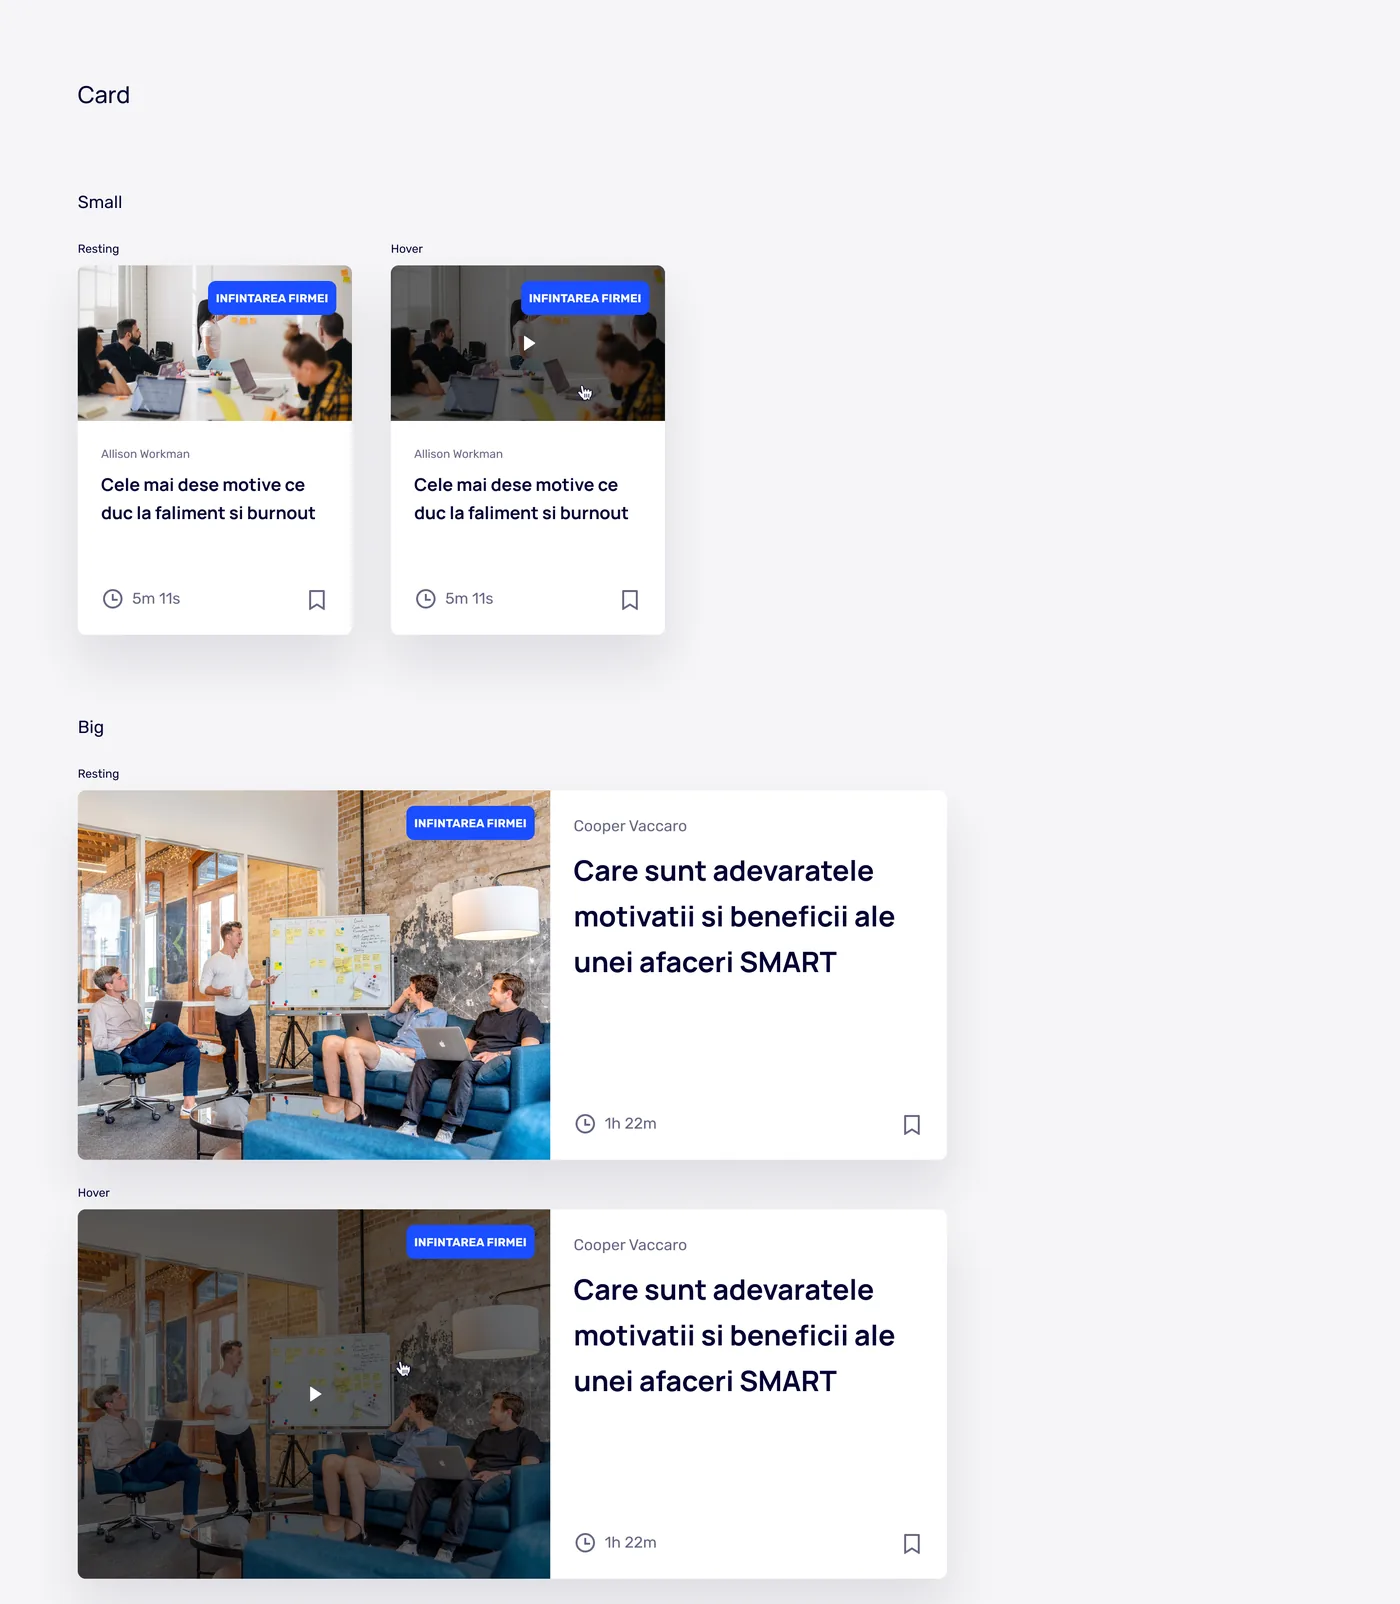 Card
Small
Resting
Hover
INFINTAREA FIRMEI
INFINTAREA FIRMEI
Allison Workman
Cele mai dese motive ce
duc la faliment si burnout
5m 11s
Allison Workman
Cele mai dese motive ce
duc la faliment si burnout
5m 11s
Big
Resting
INFINTAREA FIRMEI
Cooper Vaccaro
Care sunt adevaratele
motivatii si beneficii ale
unei afaceri SMART
1h 22m
Hover
INFINTAREA FIRMEI
Cooper Vaccaro
Care sunt adevaratele
motivatii si beneficii ale
unei afaceri SMART
1h 22m